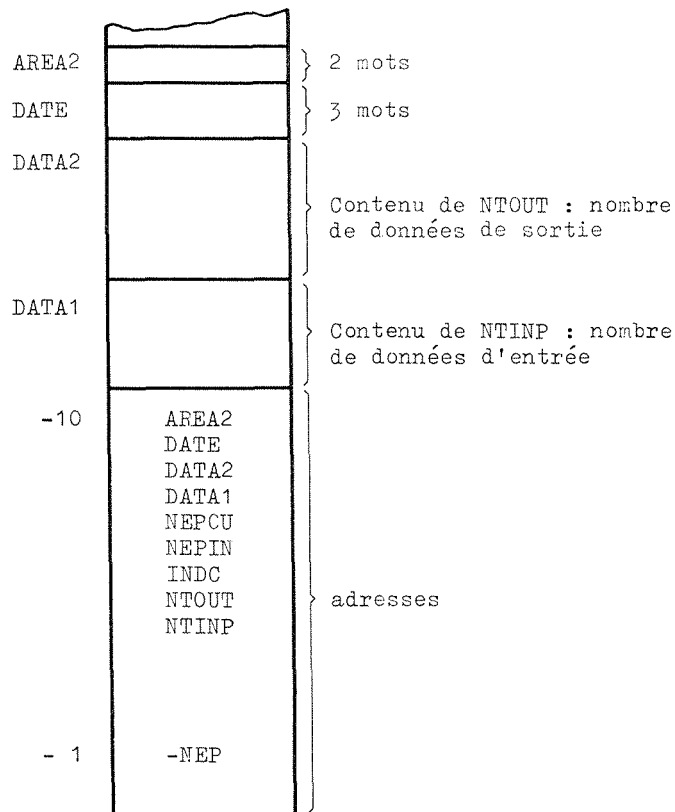 AREA2 2 mots
DATE 3 mots
DATA2
Contenu de NTOUT : nombre
de données de sortie
DATA1
Contenu de NTINP : nombre
de données d'entrée
-10 AREA2
DATE
DATA2
DATA1
NEPCU
NEPIN
INDC
NTOUT
NTINP
adresses
- 1 -NEP